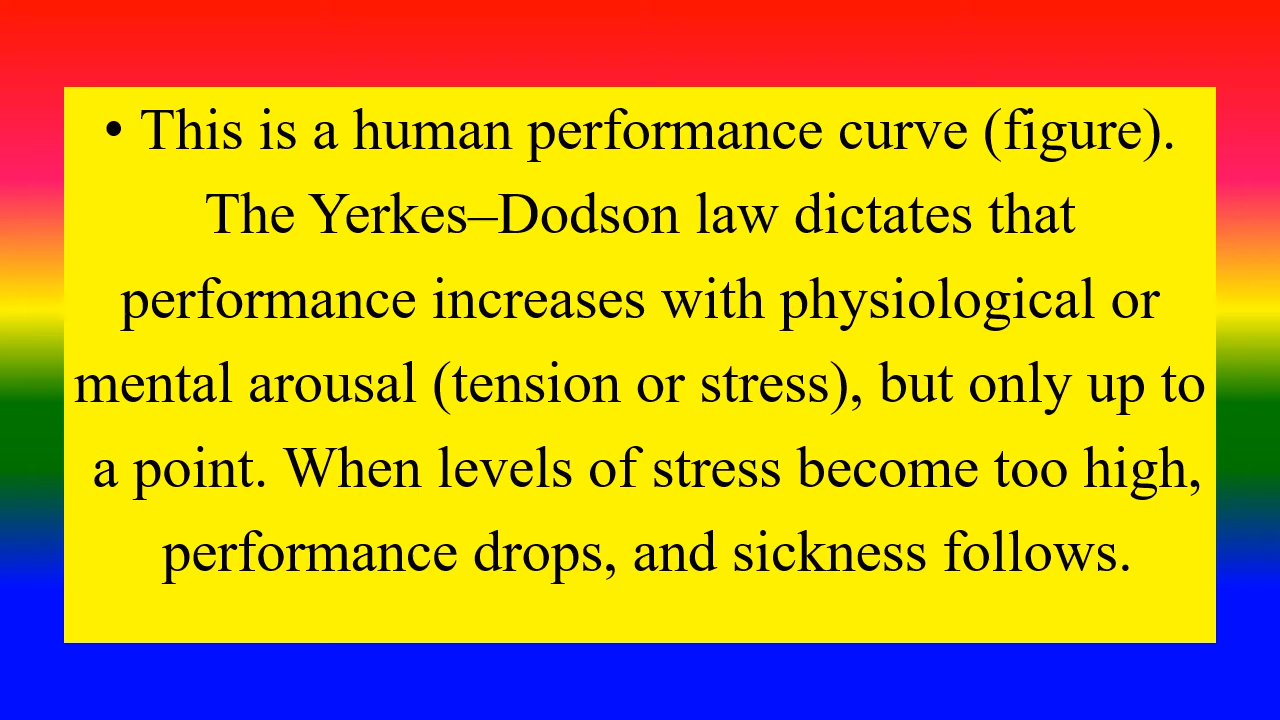 • This is a human performance curve (figure).
The Yerkes–Dodson law dictates that
performance increases with physiological or
mental arousal (tension or stress), but only up to
a point. When levels of stress become too high,
performance drops, and sickness follows.